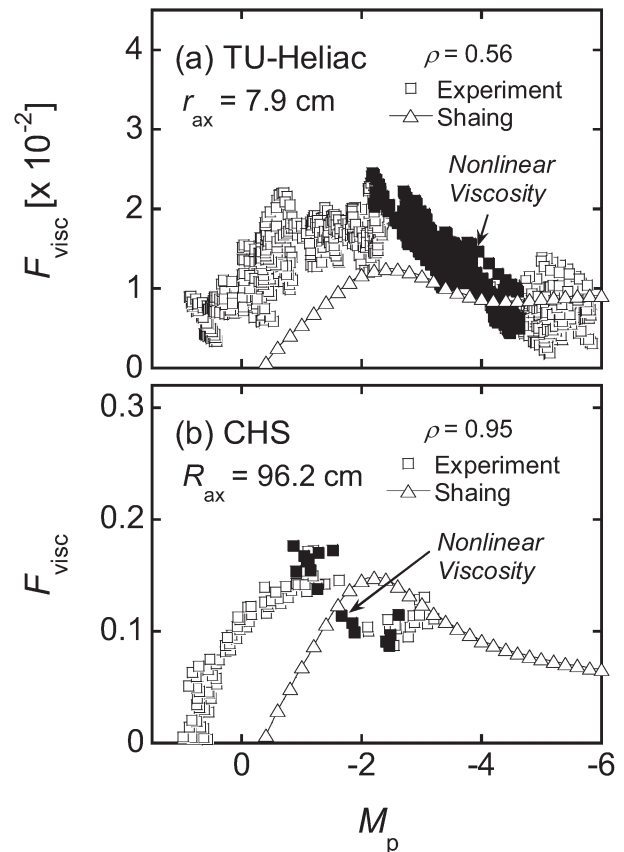 (a) TU-Heliac
r_ax = 7.9 cm
ρ = 0.56
Experiment
Shaing
Nonlinear
Viscosity
F_visc [x 10^-2]
4
3
2
1
0
(b) CHS
R_ax = 96.2 cm
ρ = 0.95
Experiment
Shaing
Nonlinear
Viscosity
F_visc
0.3
0.2
0.1
0
0 -2 -4 -6
M_p